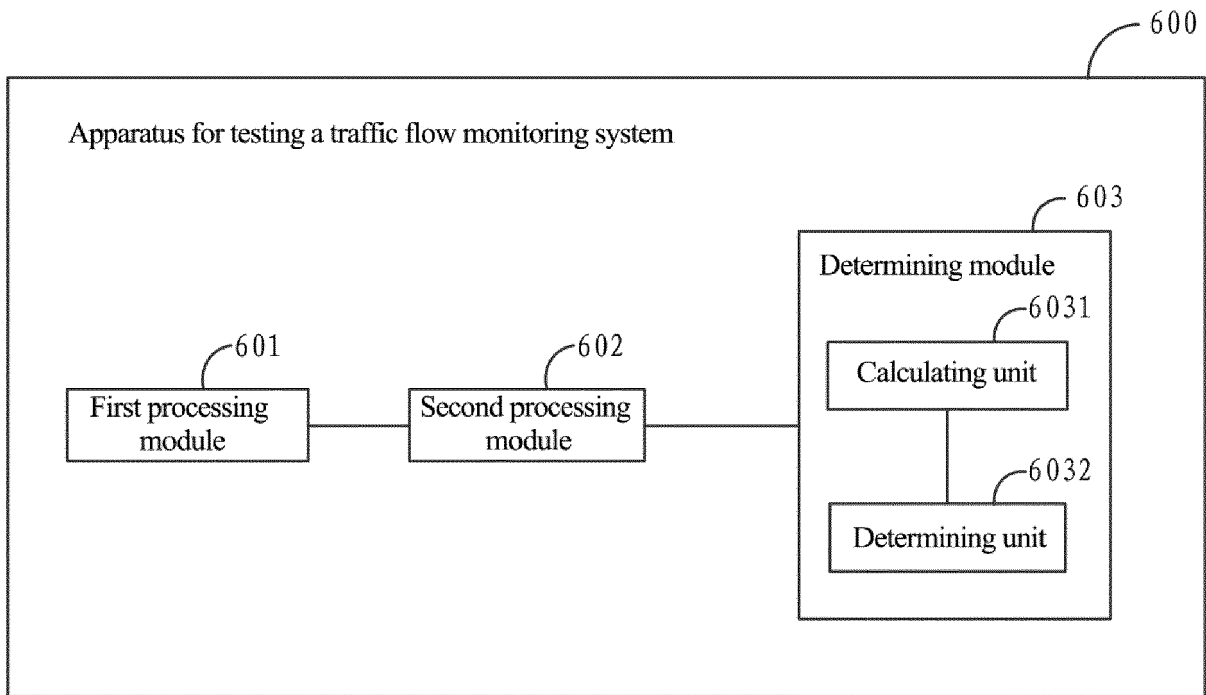 600
Apparatus for testing a traffic flow monitoring system
603
Determining module
6031
Calculating unit
601
First processing
module
602
Second processing
module
6032
Determining unit